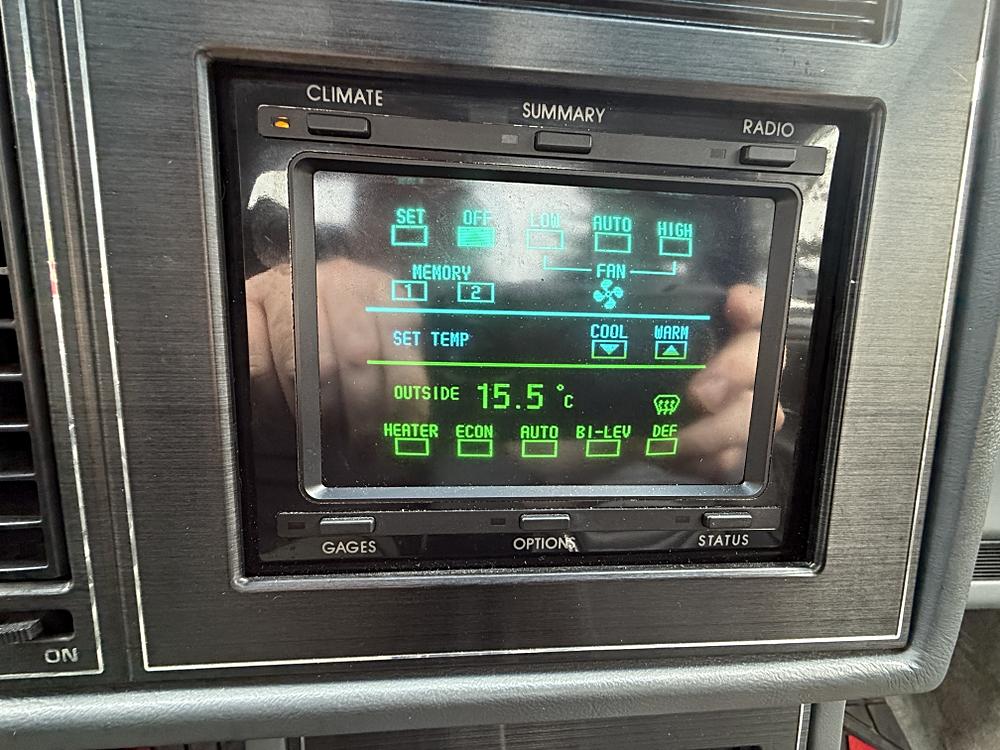 CLIMATE SUMMARY RADIO
SET OFF LOW AUTO HIGH
MEMORY FAN
1 2
SET TEMP COOL WARM
OUTSIDE 15.5 °C
HEATER ECON AUTO BI-LEV DEF
GAGES OPTIONS STATUS
ON